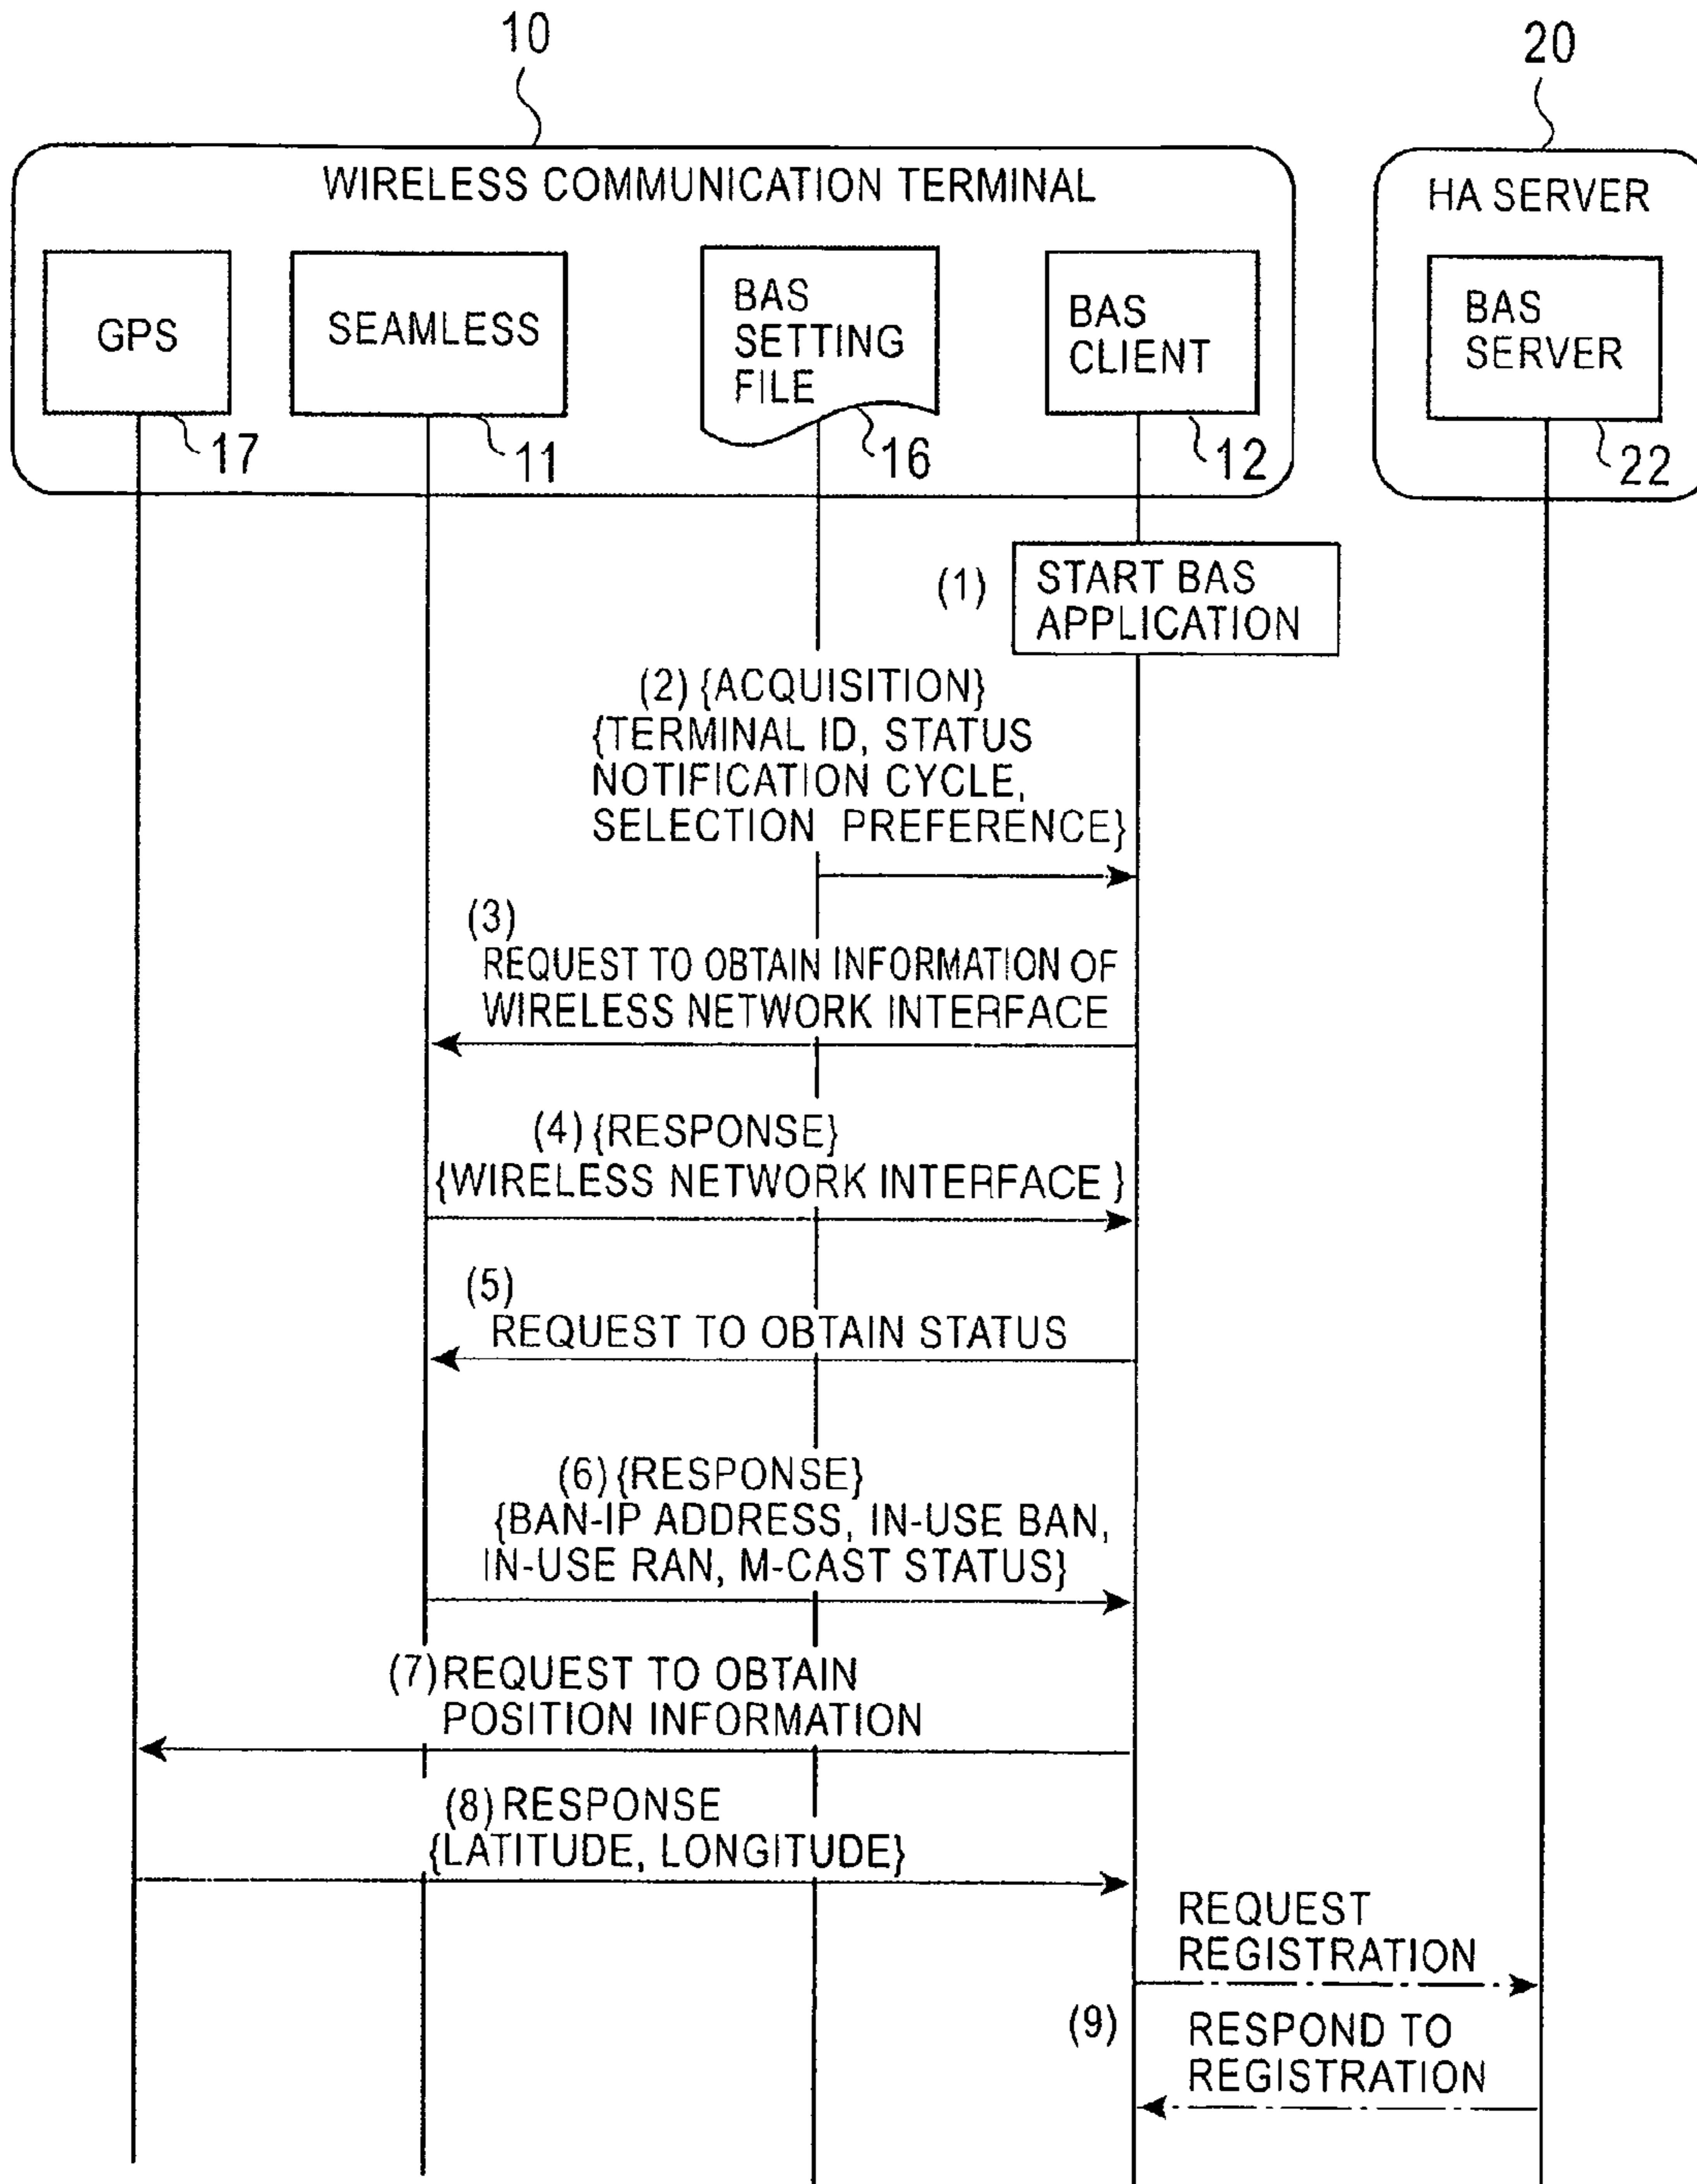 10
20
WIRELESS COMMUNICATION TERMINAL
HA SERVER
GPS
SEAMLESS
BAS
SETTING
FILE
BAS
CLIENT
BAS
SERVER
17
11
16
12
22
(1)
START BAS
APPLICATION
(2) {ACQUISITION}
{TERMINAL ID, STATUS
NOTIFICATION CYCLE,
SELECTION PREFERENCE}
(3)
REQUEST TO OBTAIN INFORMATION OF
WIRELESS NETWORK INTERFACE
(4) {RESPONSE}
{WIRELESS NETWORK INTERFACE }
(5)
REQUEST TO OBTAIN STATUS
(6) {RESPONSE}
{BAN-IP ADDRESS, IN-USE BAN,
IN-USE RAN, M-CAST STATUS}
(7) REQUEST TO OBTAIN
POSITION INFORMATION
(8) RESPONSE
{LATITUDE, LONGITUDE}
REQUEST
REGISTRATION
(9)
RESPOND TO
REGISTRATION